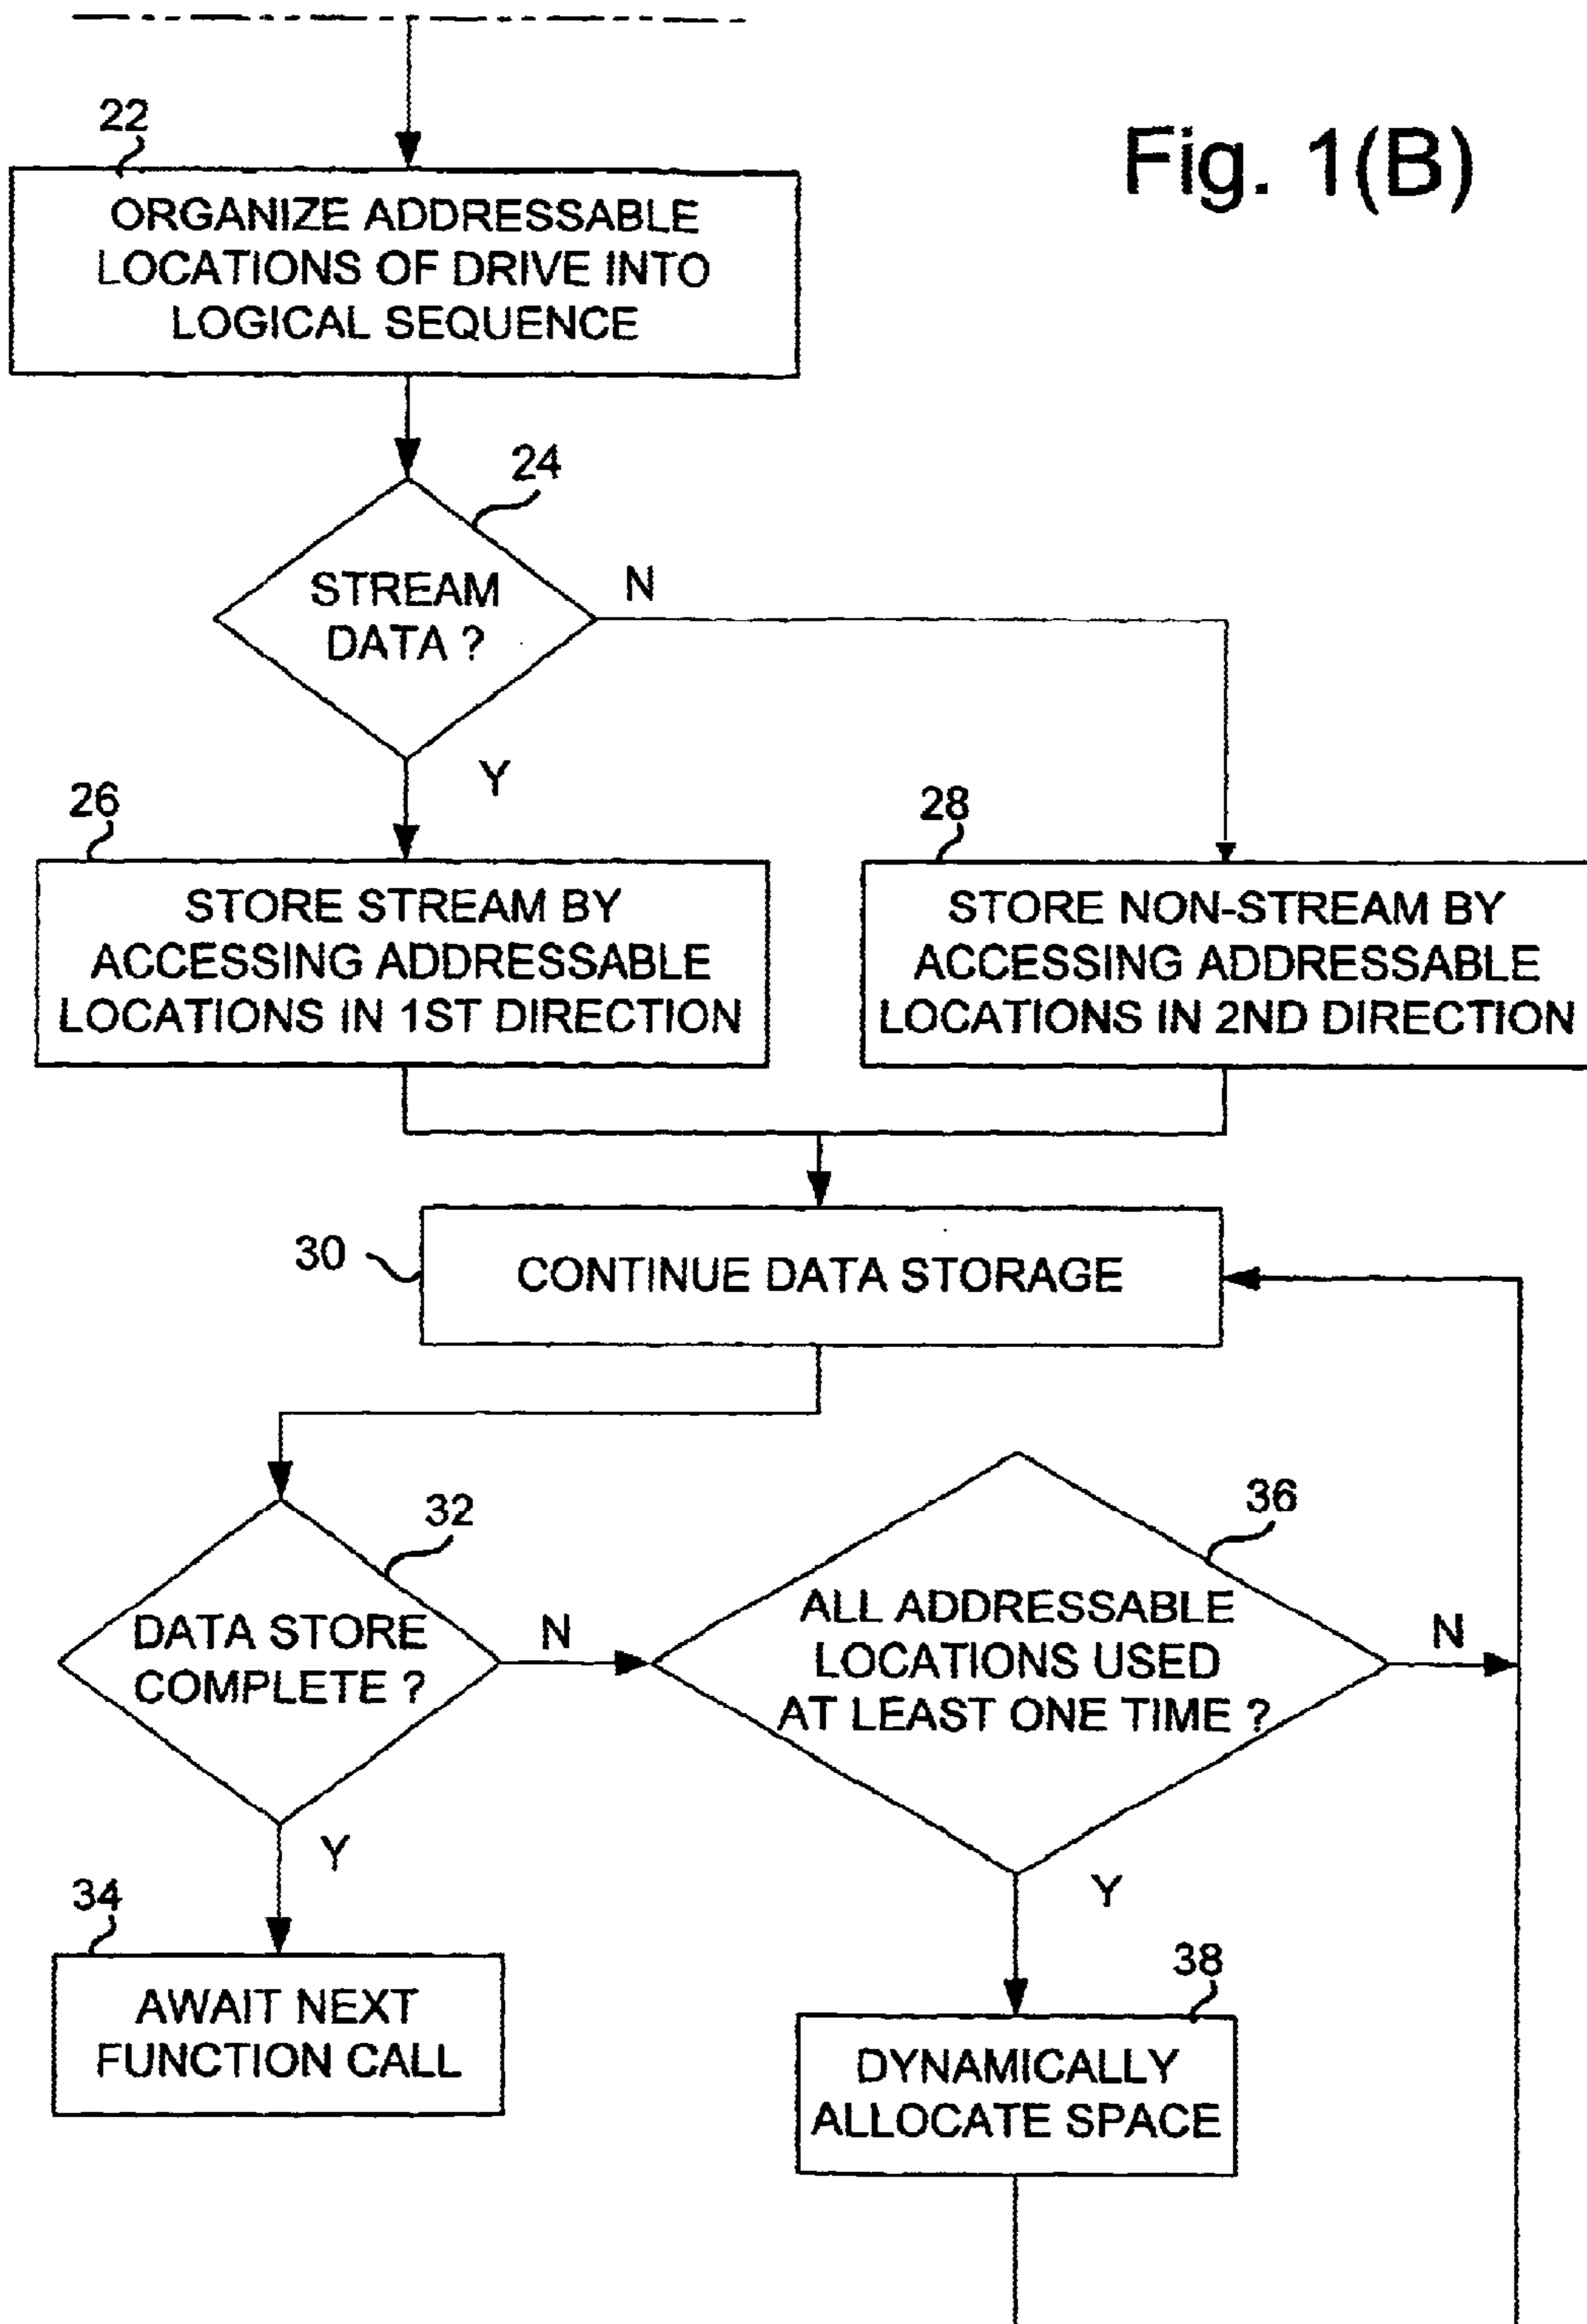 Fig. 1(B)
22
ORGANIZE ADDRESSABLE
LOCATIONS OF DRIVE INTO
LOGICAL SEQUENCE
24
STREAM
DATA ?
N
Y
26
STORE STREAM BY
ACCESSING ADDRESSABLE
LOCATIONS IN 1ST DIRECTION
28
STORE NON-STREAM BY
ACCESSING ADDRESSABLE
LOCATIONS IN 2ND DIRECTION
30
CONTINUE DATA STORAGE
32
DATA STORE
COMPLETE ?
N
Y
36
ALL ADDRESSABLE
LOCATIONS USED
AT LEAST ONE TIME ?
N
Y
34
AWAIT NEXT
FUNCTION CALL
38
DYNAMICALLY
ALLOCATE SPACE